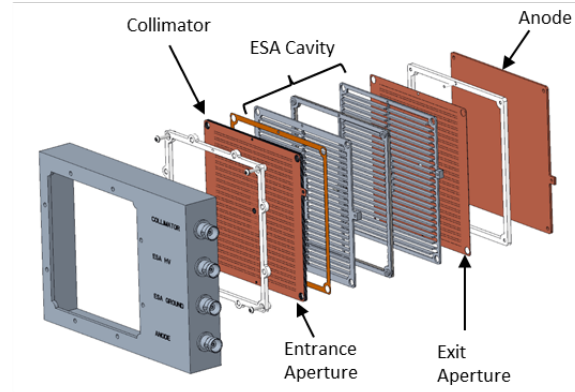 Anode
ESA Cavity
Collimator
COLLIMATOR
ESA HV
ESA GROUND
ANODE
Entrance
Aperture
Exit
Aperture